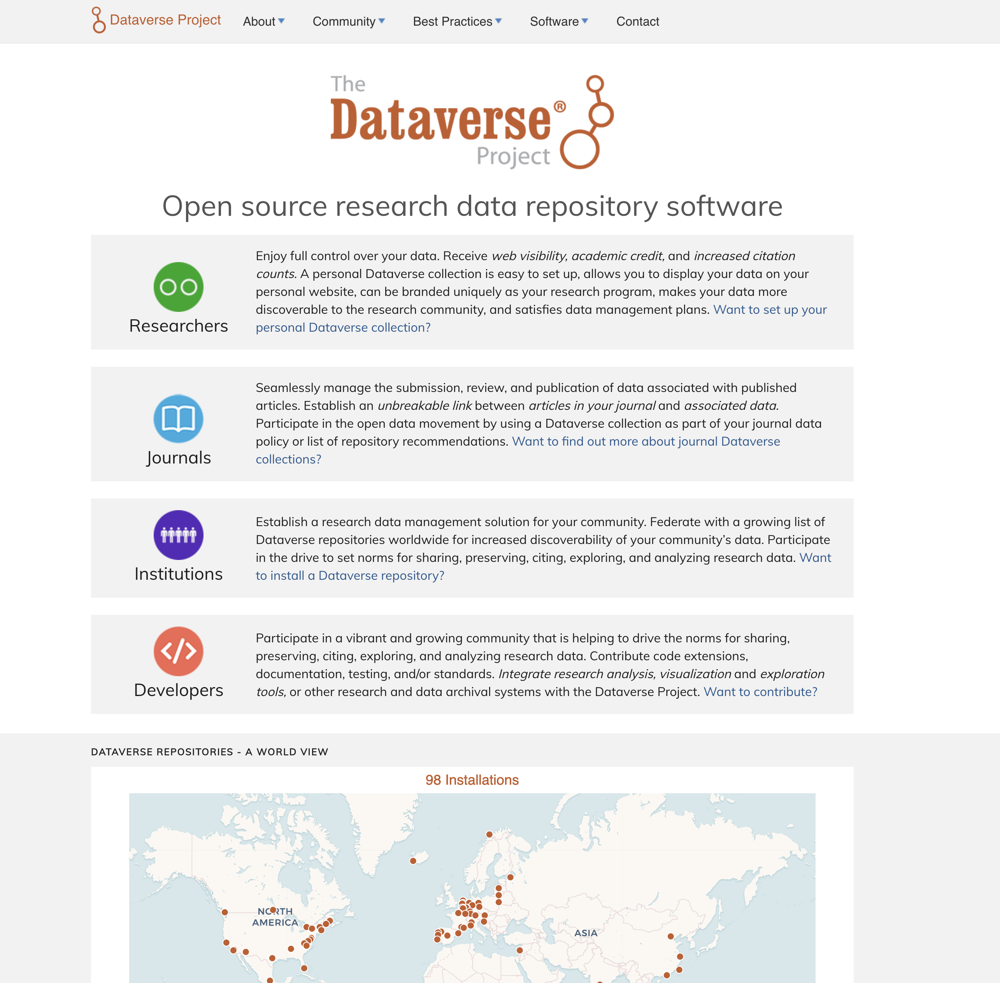 Dataverse Project About Community Best Practices Software Contact
The
Dataverse®
Project
Open source research data repository software
Enjoy full control over your data. Receive web visibility, academic credit, and increased citation
counts. A personal Dataverse collection is easy to set up, allows you to display your data on your
personal website, can be branded uniquely as your research program, makes your data more
discoverable to the research community, and satisfies data management plans. Want to set up your
personal Dataverse collection?
Researchers
Seamlessly manage the submission, review, and publication of data associated with published
articles. Establish an unbreakable link between articles in your journal and associated data.
Participate in the open data movement by using a Dataverse collection as part of your journal data
policy or list of repository recommendations. Want to find out more about journal Dataverse
collections?
Journals
Establish a research data management solution for your community. Federate with a growing list of
Dataverse repositories worldwide for increased discoverability of your community’s data. Participate
in the drive to set norms for sharing, preserving, citing, exploring, and analyzing research data. Want
to install a Dataverse repository?
Institutions
Participate in a vibrant and growing community that is helping to drive the norms for sharing,
preserving, citing, exploring, and analyzing research data. Contribute code extensions,
documentation, testing, and/or standards. Integrate research analysis, visualization and exploration
tools, or other research and data archival systems with the Dataverse Project. Want to contribute?
Developers
DATAVERSE REPOSITORIES - A WORLD VIEW
98 Installations
NORTH
AMERICA
ASIA